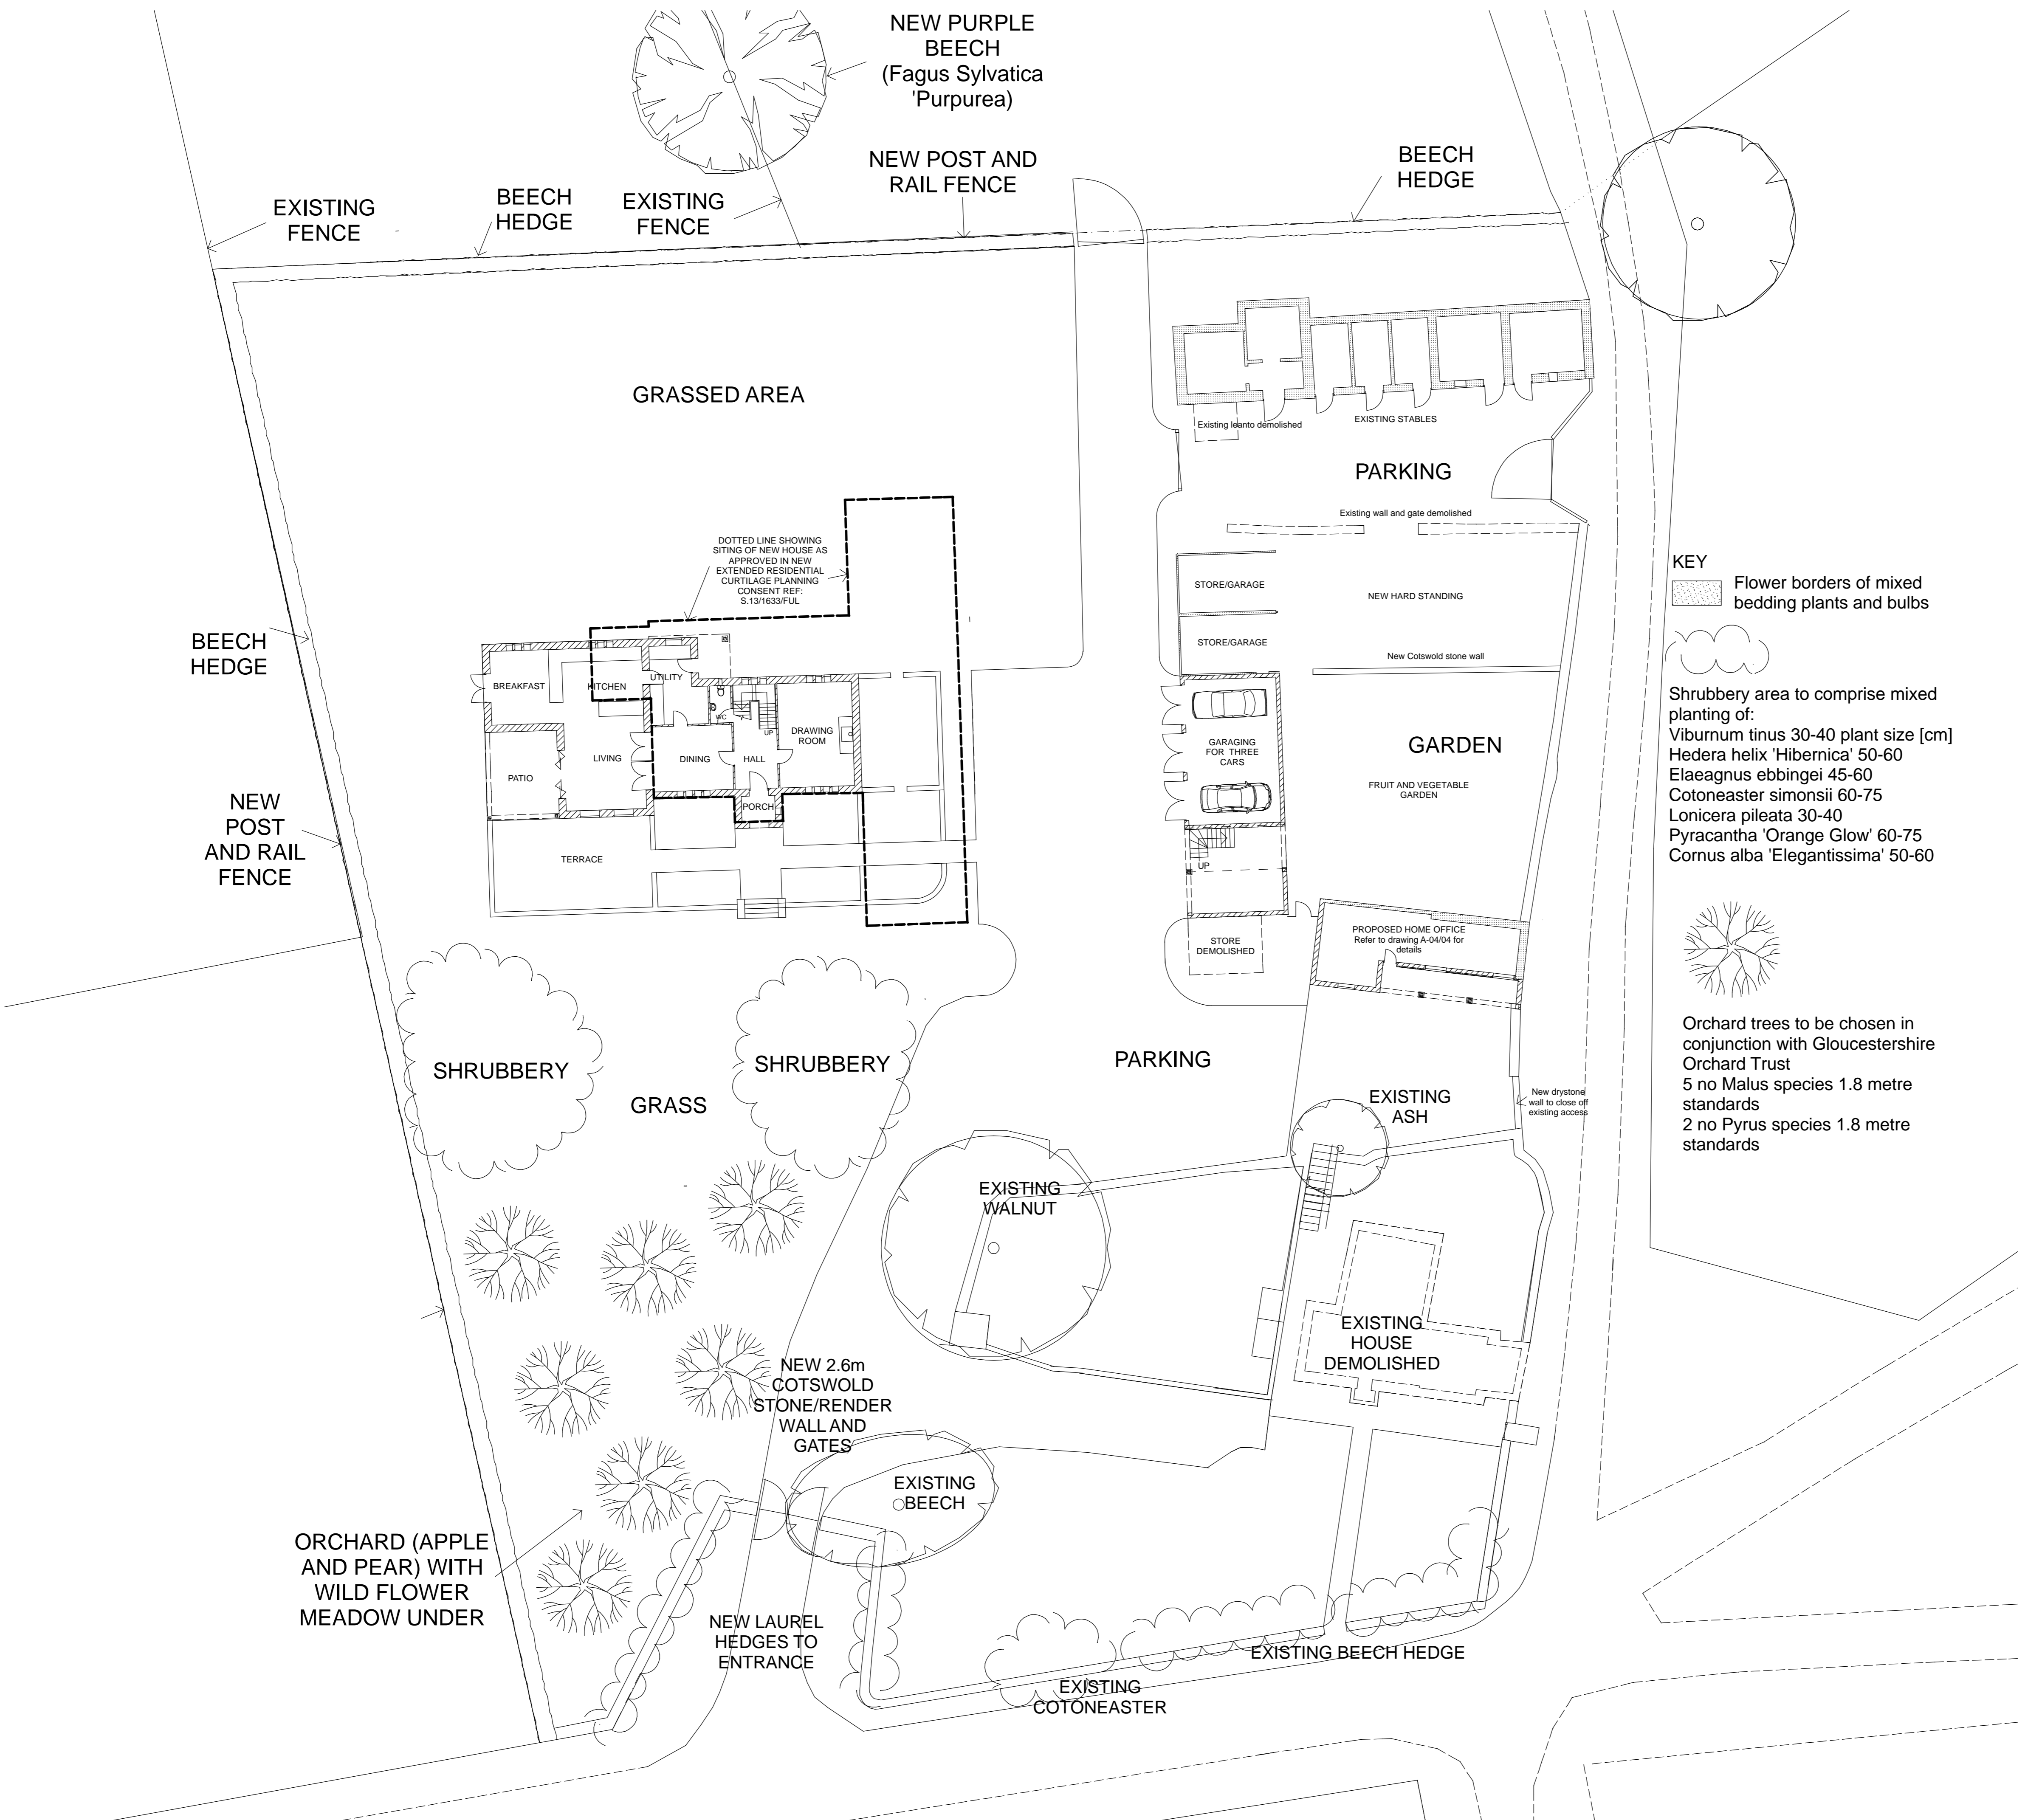 NEW PURPLE
BEECH
(Fagus Sylvatica
'Purpurea)
NEW POST AND
RAIL FENCE
BEECH
HEDGE
EXISTING
FENCE
BEECH
HEDGE
EXISTING
FENCE
GRASSED AREA
Existing leanto demolished
EXISTING STABLES
PARKING
Existing wall and gate demolished
DOTTED LINE SHOWING
SITING OF NEW HOUSE AS
APPROVED IN NEW
EXTENDED RESIDENTIAL
CURTILAGE PLANNING
CONSENT REF:
S.13/1633/FUL
STORE/GARAGE
NEW HARD STANDING
STORE/GARAGE
New Cotswold stone wall
KEY
Flower borders of mixed
bedding plants and bulbs
Shrubbery area to comprise mixed
planting of:
Viburnum tinus 30-40 plant size [cm]
Hedera helix 'Hibernica' 50-60
Elaeagnus ebbingei 45-60
Cotoneaster simonsii 60-75
Lonicera pileata 30-40
Pyracantha 'Orange Glow' 60-75
Cornus alba 'Elegantissima' 50-60
Orchard trees to be chosen in
conjunction with Gloucestershire
Orchard Trust
5 no Malus species 1.8 metre
standards
2 no Pyrus species 1.8 metre
standards
BEECH
HEDGE
NEW
POST
AND RAIL
FENCE
BREAKFAST
KITCHEN
UTILITY
WC
UP
DRAWING
ROOM
PATIO
LIVING
DINING
HALL
PORCH
TERRACE
GARAGING
FOR THREE
CARS
UP
GARDEN
FRUIT AND VEGETABLE
GARDEN
STORE
DEMOLISHED
PROPOSED HOME OFFICE
Refer to drawing A-04/04 for
details
SHRUBBERY
SHRUBBERY
GRASS
PARKING
EXISTING
ASH
New drystone
wall to close off
existing access
EXISTING
WALNUT
EXISTING
HOUSE
DEMOLISHED
NEW 2.6m
COTSWOLD
STONE/RENDER
WALL AND
GATES
EXISTING
BEECH
ORCHARD (APPLE
AND PEAR) WITH
WILD FLOWER
MEADOW UNDER
NEW LAUREL
HEDGES TO
ENTRANCE
EXISTING BEECH HEDGE
EXISTING
COTONEASTER